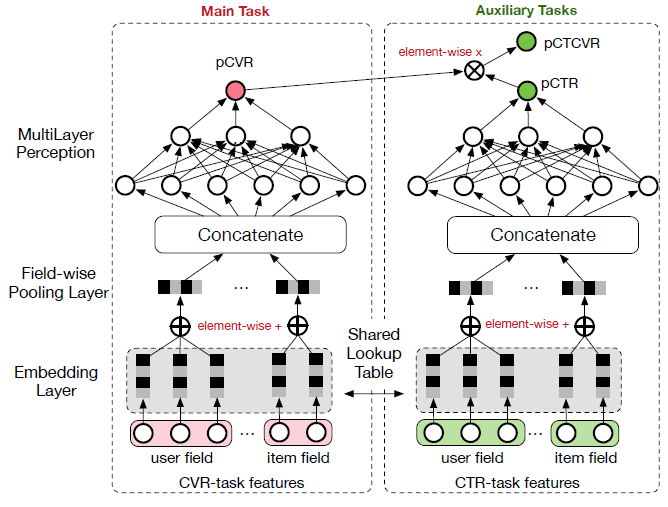 Main Task
Auxiliary Tasks
element-wise x
pCTCVR
pCVR
pCTR
MultiLayer
Perception
Concatenate
Concatenate
Field-wise
Pooling Layer
...
...
element-wise +
element-wise +
Shared
Lookup
Table
Embedding
Layer
...
...
user field
item field
user field
item field
CVR-task features
CTR-task features